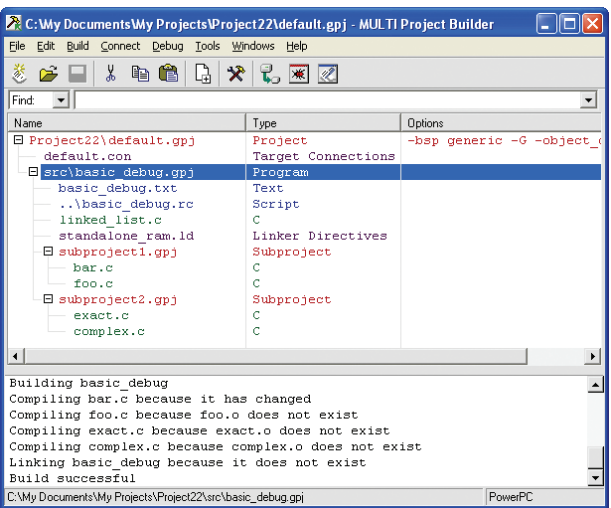 C:\My Documents\My Projects\Project22\default.gpj - MULTI Project Builder
File Edit Build Connect Debug Tools Windows Help
Find:
Name Type Options
Project22\default.gpj Project -bsp generic -G -object_
default.con Target Connections
src\basic_debug.gpj Program
basic_debug.txt Text
..\basic_debug.rc Script
linked_list.c C
standalone_ram.ld Linker Directives
subproject1.gpj Subproject
bar.c C
foo.c C
subproject2.gpj Subproject
exact.c C
complex.c C
Building basic_debug
Compiling bar.c because it has changed
Compiling foo.c because foo.o does not exist
Compiling exact.c because exact.o does not exist
Compiling complex.c because complex.o does not exist
Linking basic_debug because it does not exist
Build successful
C:\My Documents\My Projects\Project22\src\basic_debug.gpj PowerPC